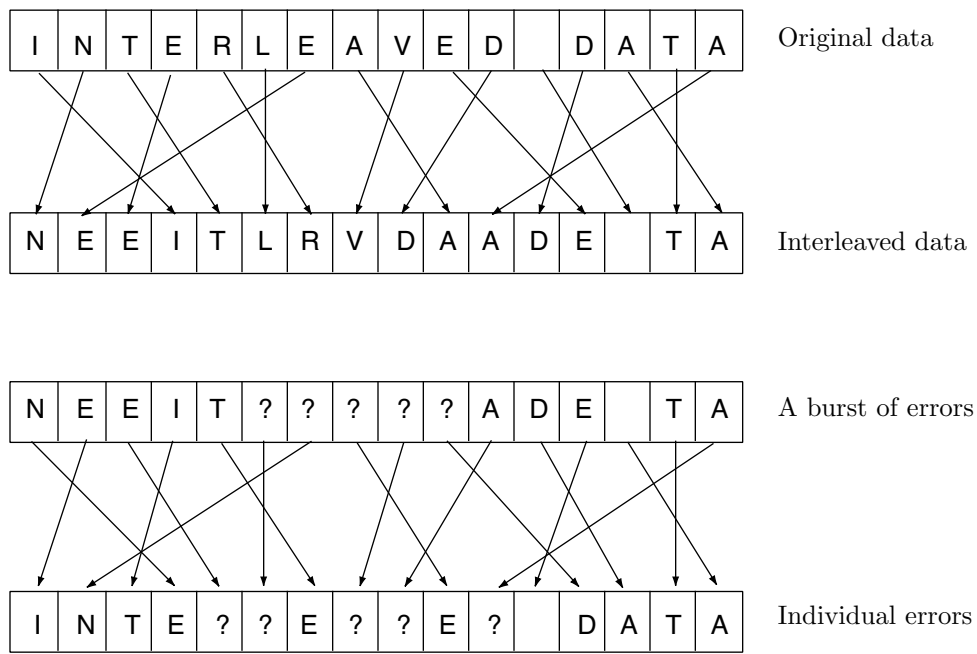 I N T E R L E A V E D D A T A Original data
N E E I T L R V D A A D E T A Interleaved data
N E E I T ? ? ? ? ? A D E T A A burst of errors
I N T E ? ? E ? ? E ? D A T A Individual errors